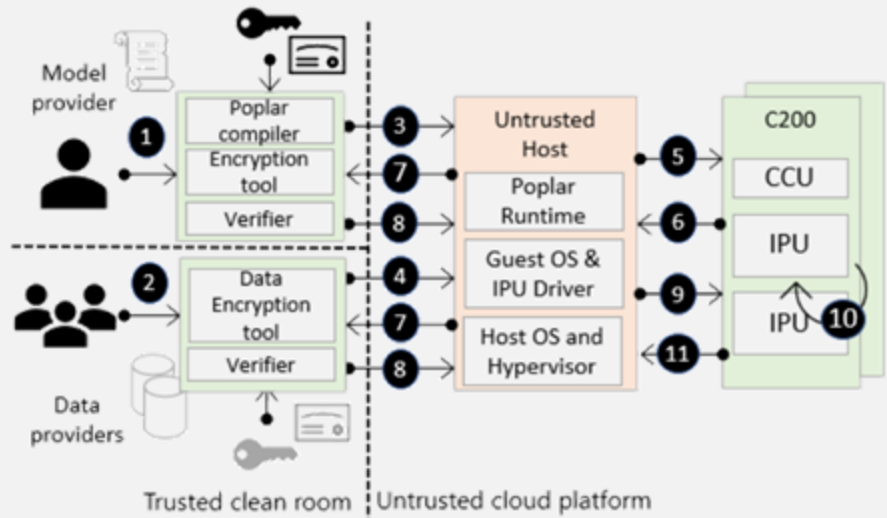 Model
provider
1
Poplar
compiler
Encryption
tool
Verifier
3
7
8
2
Data
Encryption
tool
Verifier
4
7
8
Data
providers
Untrusted
Host
Poplar
Runtime
Guest OS &
IPU Driver
Host OS and
Hypervisor
5
6
9
11
C200
CCU
IPU
IPU
10
Trusted clean room
Untrusted cloud platform